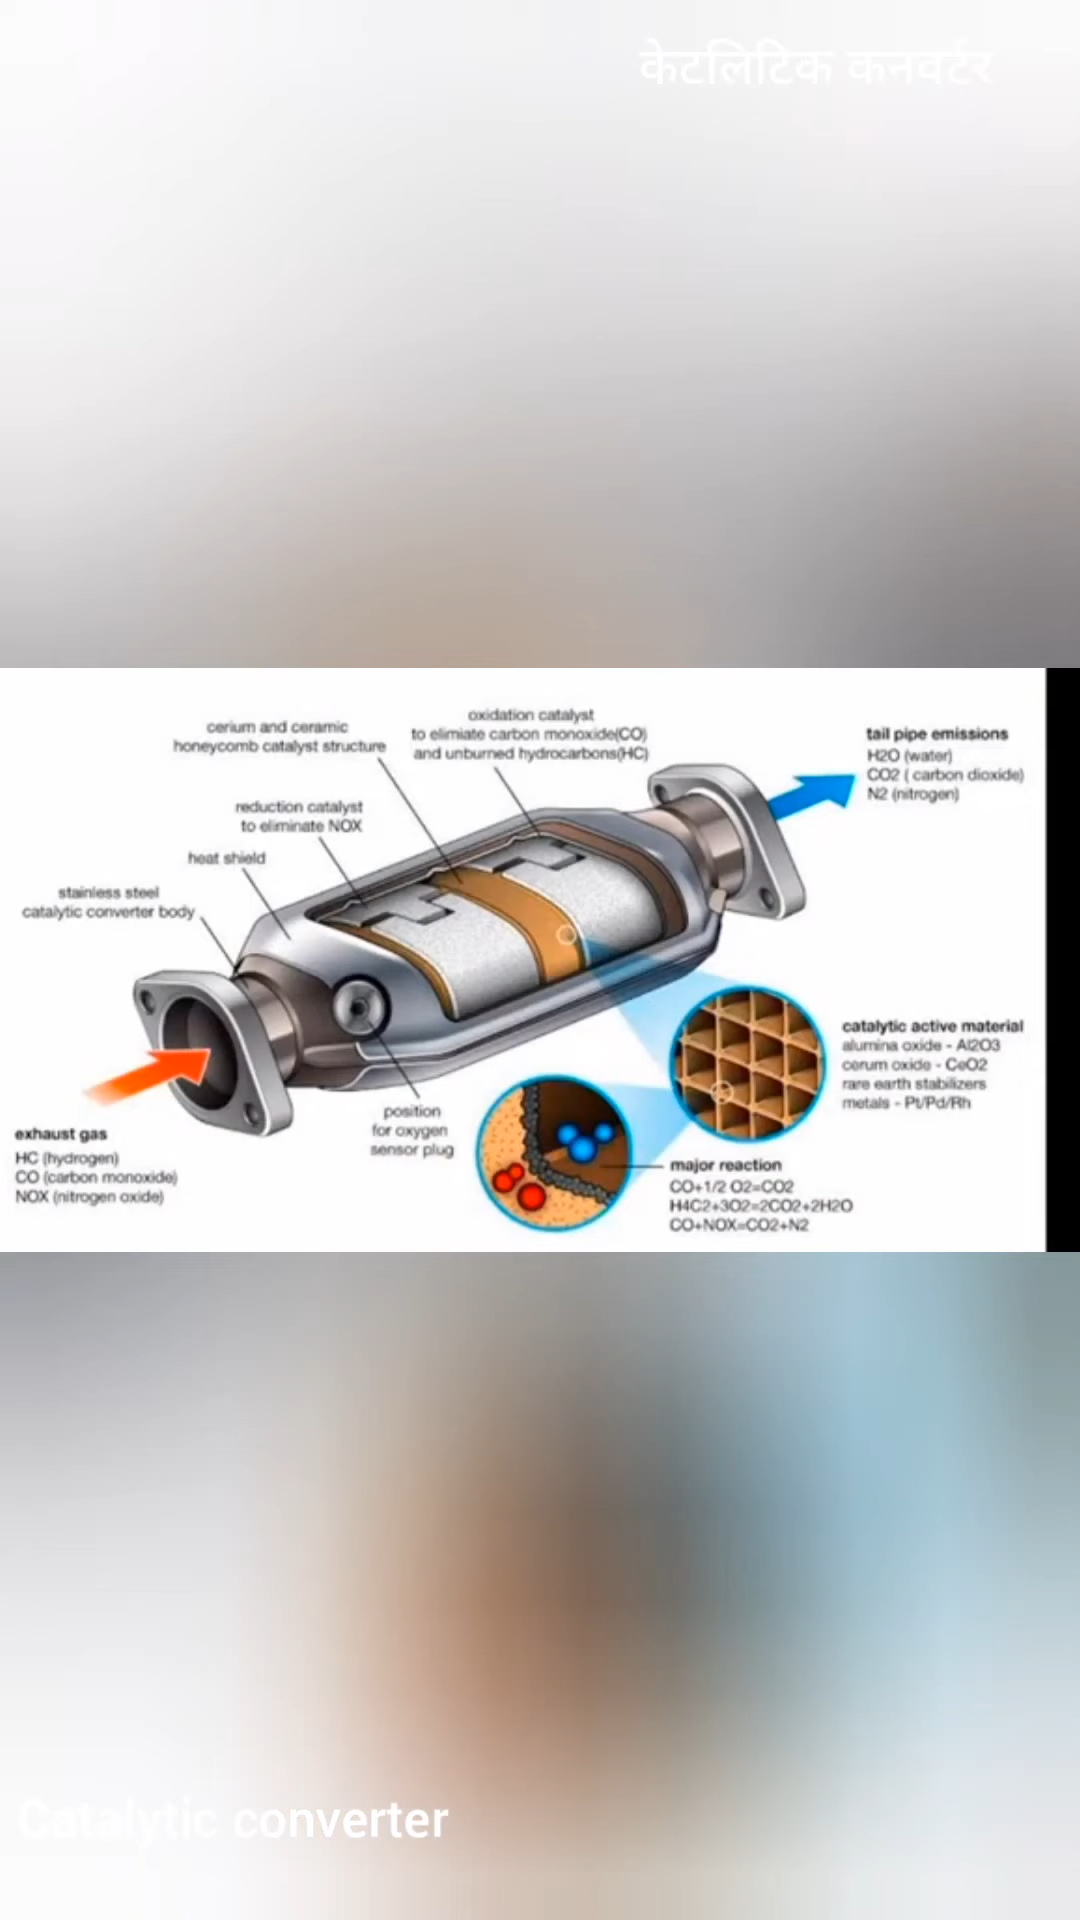 केटलिटिक कनवर्टर
cerium and ceramic
honeycomb catalyst structure
oxidation catalyst
to elimiate carbon monoxide(CO)
and unburned hydrocarbons(HC)
tail pipe emissions
H2O (water)
CO2 ( carbon dioxide)
N2 (nitrogen)
reduction catalyst
to eliminate NOX
heat shield
stainless steel
catalytic converter body
catalytic active material
alumina oxide - Al2O3
cerum oxide - CeO2
rare earth stabilizers
metals - Pt/Pd/Rh
position
for oxygen
sensor plug
exhaust gas
HC (hydrogen)
CO (carbon monoxide)
NOX (nitrogen oxide)
major reaction
CO+1/2 O2=CO2
H4C2+3O2=2CO2+2H2O
CO+NOX=CO2+N2
Catalytic converter